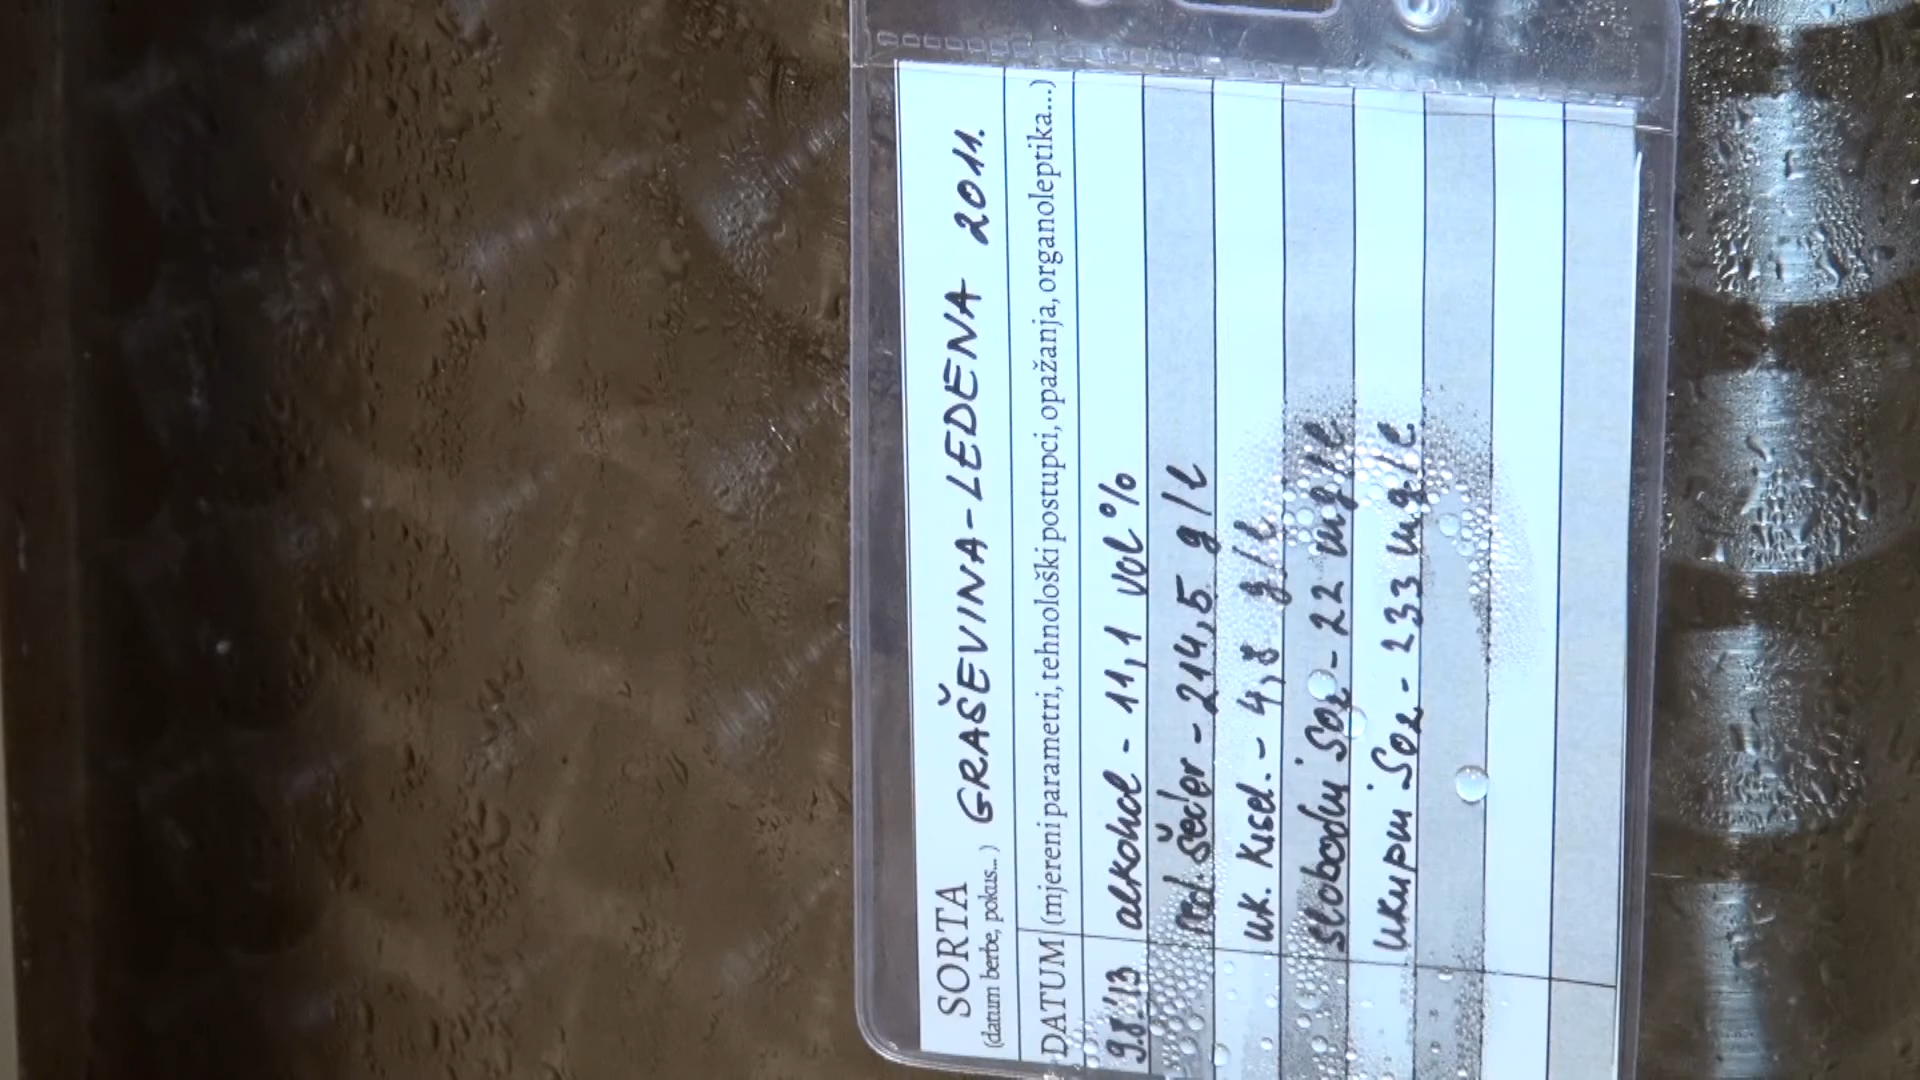 SORTA GRAŠEVINA-LEDENA 2011.
(datum berbe, pokus...)
DATUM (mjereni parametri, tehnološki postupci, opažanja, organoleptika...)
9.8.'13 alkohol - 11,1 vol%
red. šećer - 214,5 g/l
uk. kisel. - 4,8 g/l
slobodni SO₂ - 22 mg/l
ukupni SO₂ - 233 mg/l